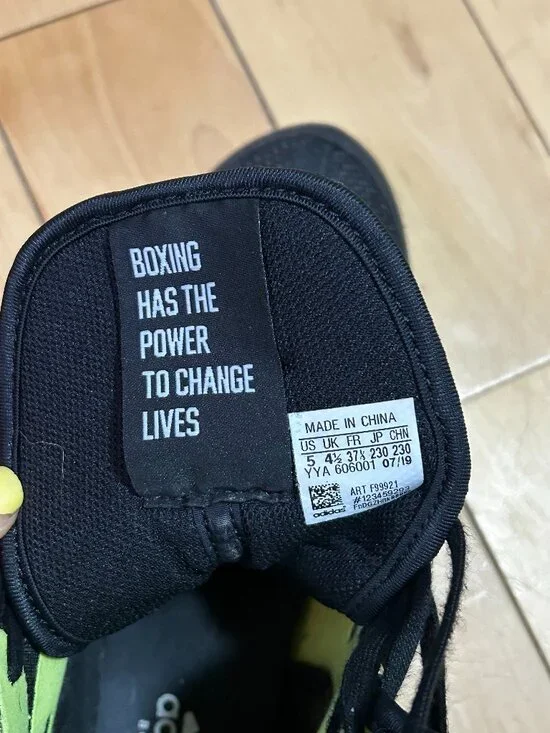 BOXING
HAS THE
POWER
TO CHANGE
LIVES
MADE IN CHINA
US UK FR JP CHN
5 4½ 37⅓ 230 230
YYA 606001 07/19
ART F99921
adidas